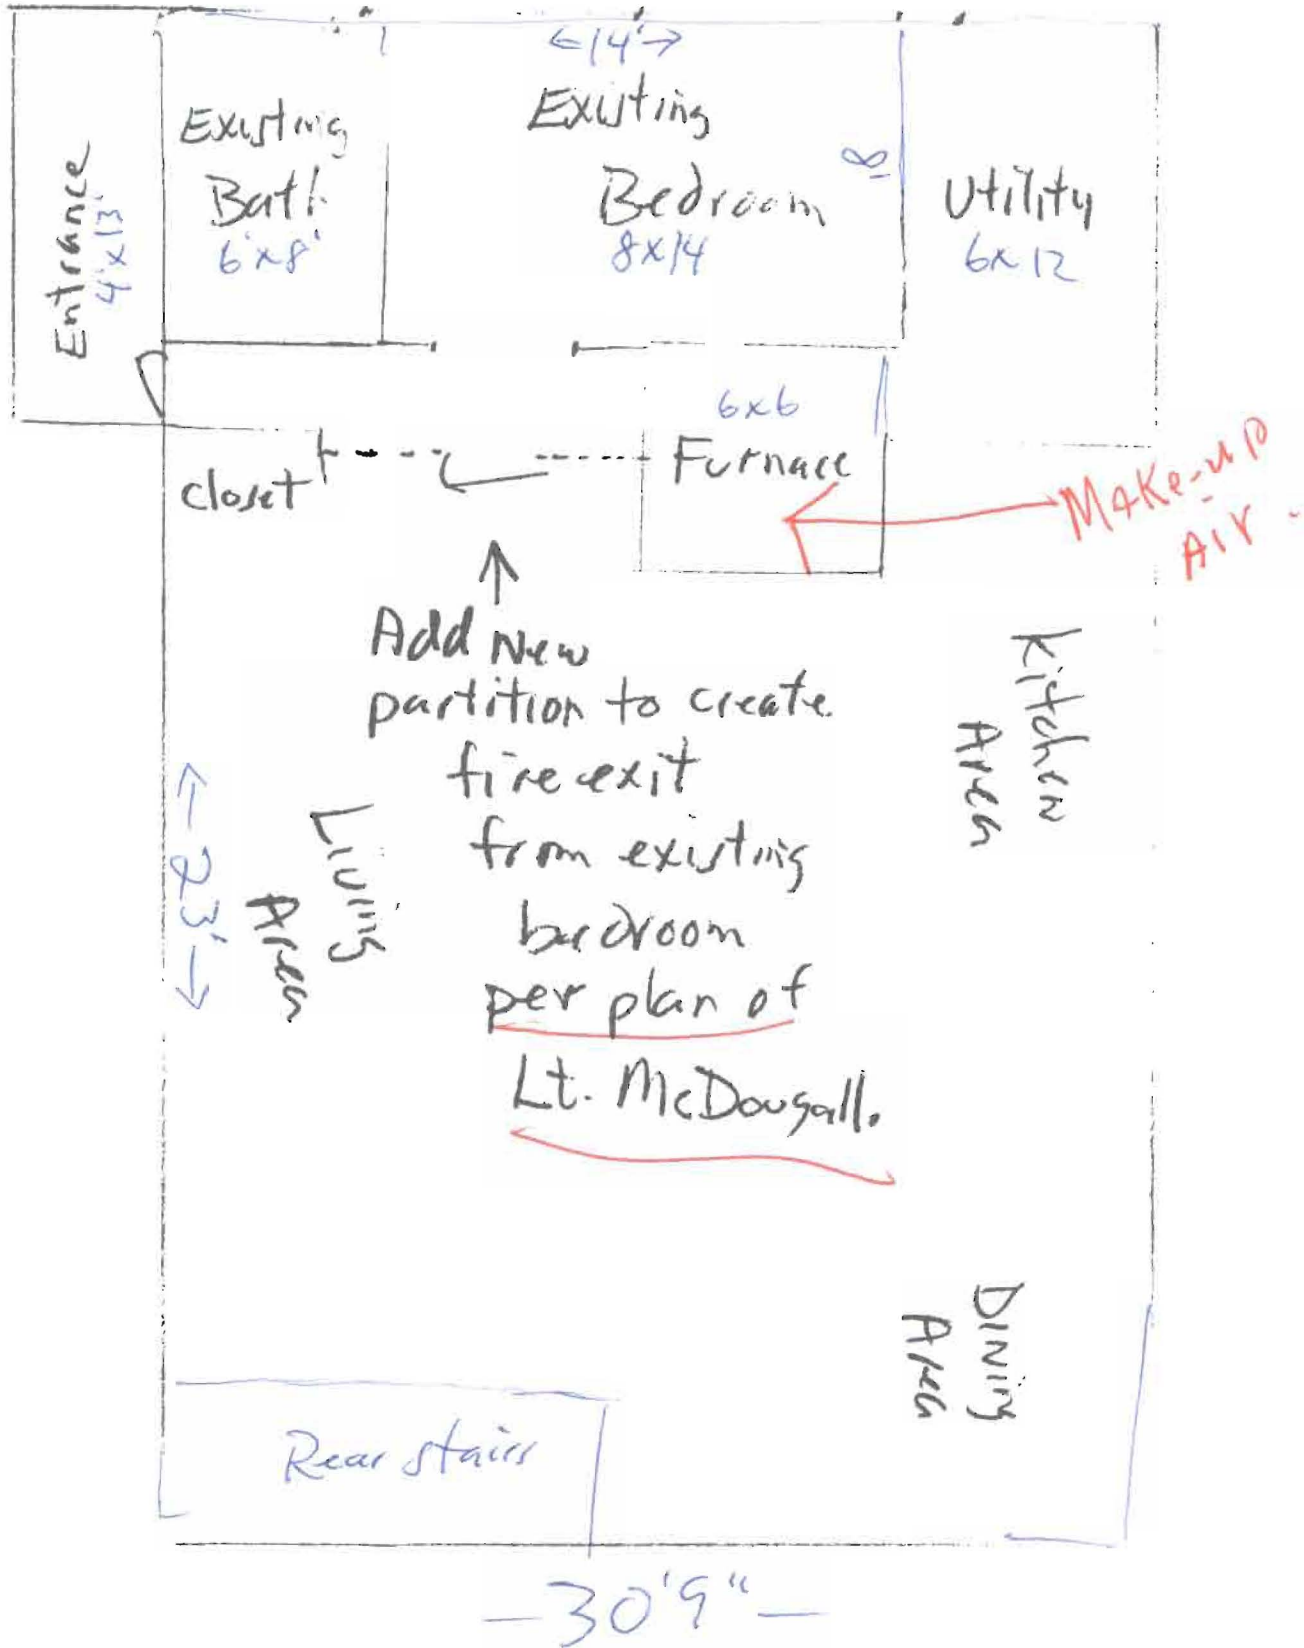 ←14'→
Existing
Bath
6'x8'
Existing
Bedroom
8x14
8'
Utility
6x12
Entrance
4'x13'
6x6
Furnace
closet
Make-up
Air
Add New
partition to create
fire exit
from existing
bedroom
per plan of
Lt. McDougall.
Kitchen
Area
Living
Area
←23'→
Dining
Area
Rear stairs
-30'9"-